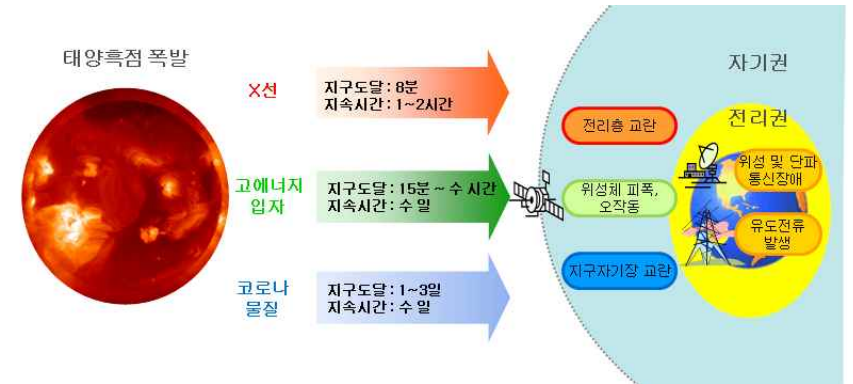 태양흑점 폭발
X선
지구도달 : 8분
지속시간 : 1~2시간
고에너지
입자
지구도달 : 15분 ~ 수 시간
지속시간 : 수 일
코로나
물질
지구도달 : 1~3일
지속시간 : 수 일
자기권
전리권
전리층 교란
위성체 피폭,
오작동
지구자기장 교란
위성 및 단파
통신장애
유도전류
발생